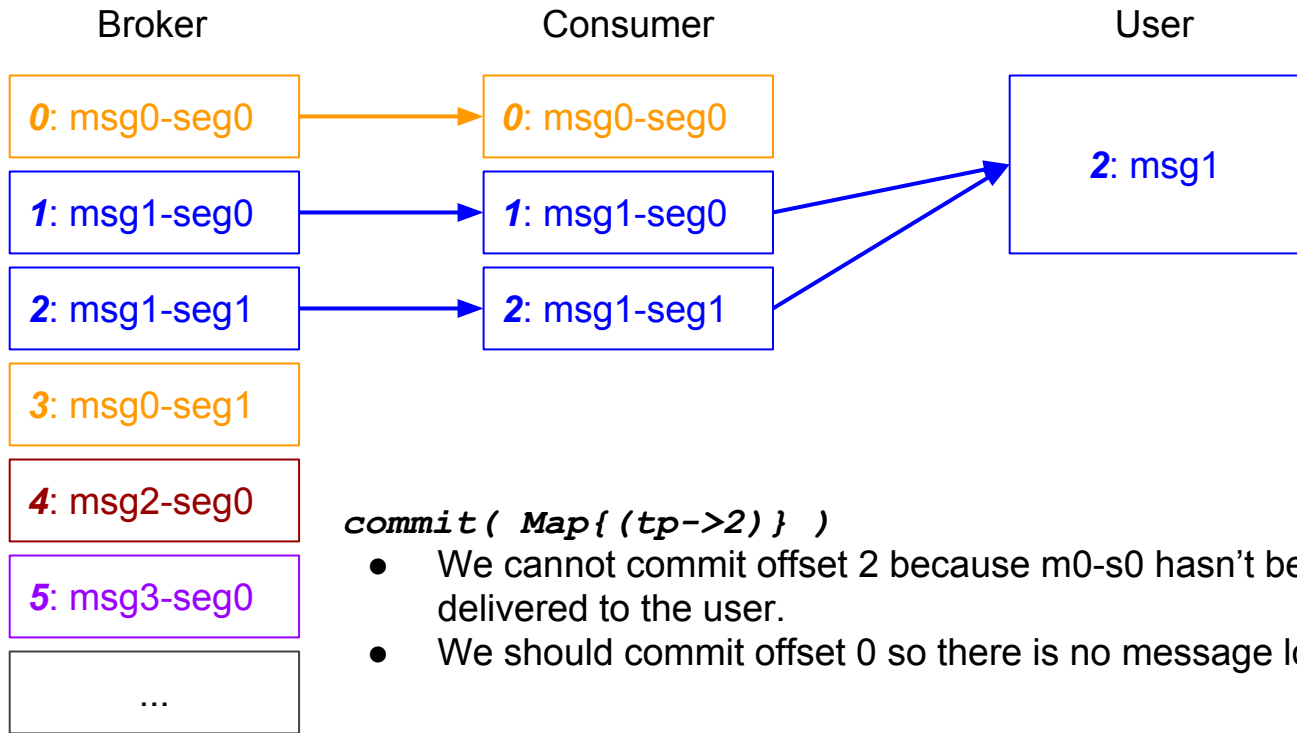 Broker Consumer User
0: msg0-seg0 0: msg0-seg0
1: msg1-seg0 1: msg1-seg0 2: msg1
2: msg1-seg1 2: msg1-seg1
3: msg0-seg1
4: msg2-seg0
5: msg3-seg0
...
commit( Map{(tp->2)} )
● We cannot commit offset 2 because m0-s0 hasn’t be
delivered to the user.
● We should commit offset 0 so there is no message lo